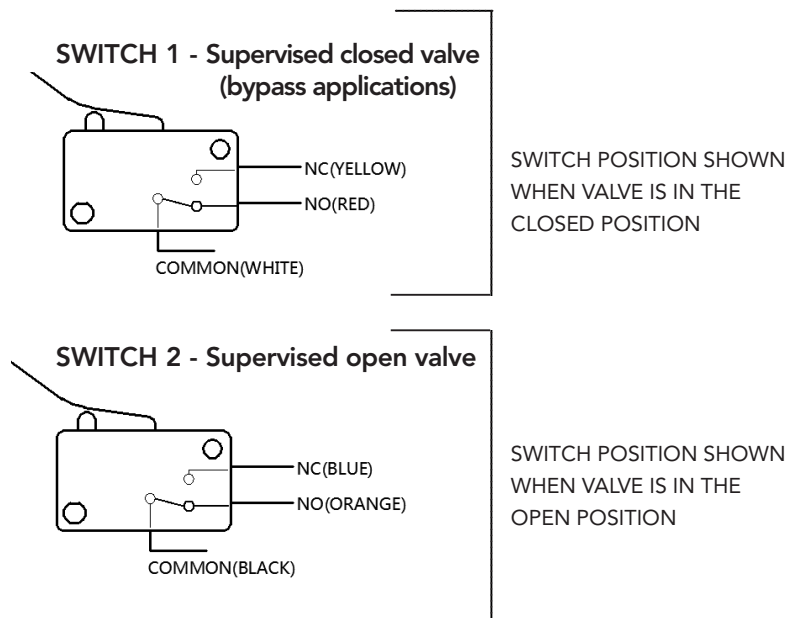 SWITCH 1 - Supervised closed valve
(bypass applications)
NC(YELLOW)
NO(RED)
COMMON(WHITE)
SWITCH POSITION SHOWN
WHEN VALVE IS IN THE
CLOSED POSITION
SWITCH 2 - Supervised open valve
NC(BLUE)
NO(ORANGE)
COMMON(BLACK)
SWITCH POSITION SHOWN
WHEN VALVE IS IN THE
OPEN POSITION